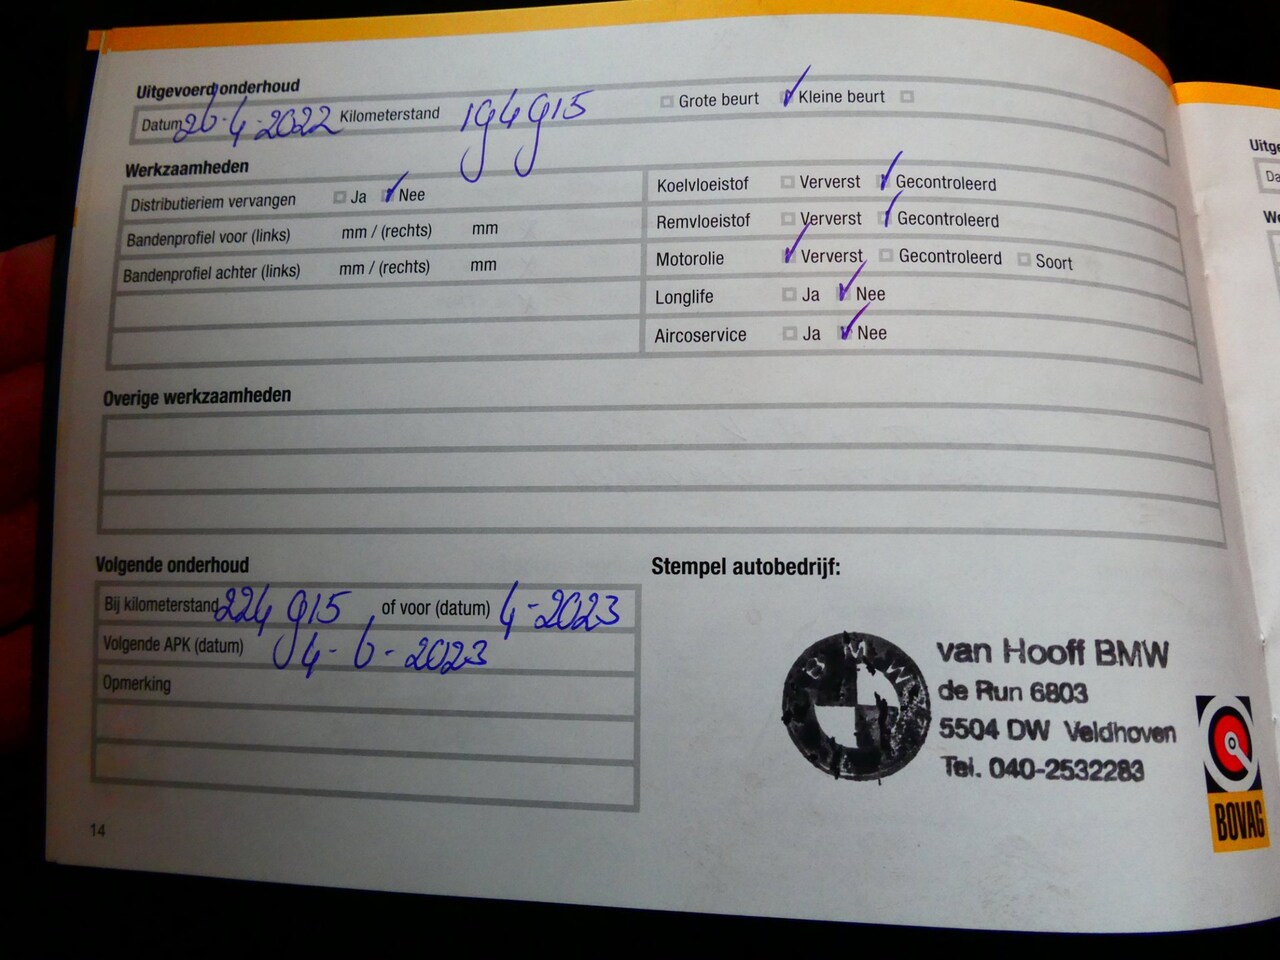 Uitgevoerd onderhoud
Datum 26-4-2022 Kilometerstand 194915 Grote beurt Kleine beurt
Werkzaamheden
Distributieriem vervangen Ja Nee
Bandenprofiel voor (links) mm / (rechts) mm
Bandenprofiel achter (links) mm / (rechts) mm
Koelvloeistof Ververst Gecontroleerd
Remvloeistof Ververst Gecontroleerd
Motorolie Ververst Gecontroleerd Soort
Longlife Ja Nee
Aircoservice Ja Nee
Overige werkzaamheden
Volgende onderhoud
Bij kilometerstand 224 915 of voor (datum) 4-2023
Volgende APK (datum) 4-6-2023
Opmerking
Stempel autobedrijf:
BMW
van Hooff BMW
de Run 6803
5504 DW Veldhoven
Tel. 040-2532283
BOVAG
14